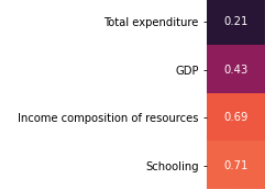 Total expenditure 0.21
GDP 0.43
Income composition of resources 0.69
Schooling 0.71